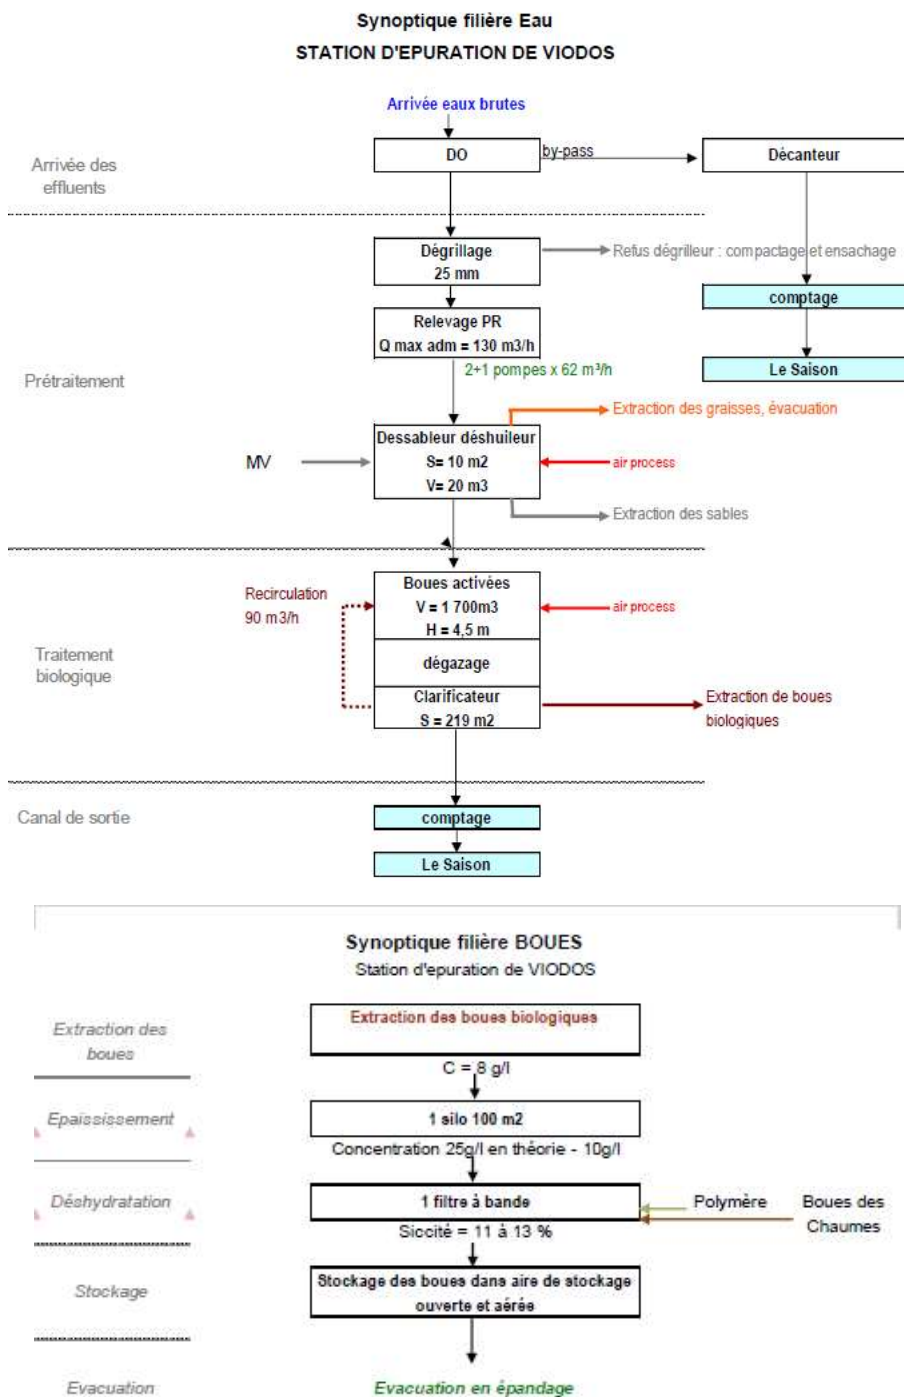 Synoptique filière Eau
STATION D'EPURATION DE VIODOS
Arrivée eaux brutes
Arrivée des
effluents
DO
by-pass
Décanteur
Dégrillage
25 mm
Refus dégrilleur : compactage et ensachage
comptage
Relevage PR
Q max adm = 130 m3/h
2+1 pompes x 62 m³/h
Le Saison
Prétraitement
Extraction des graisses, évacuation
MV
Dessableur déshuileur
S= 10 m2
V= 20 m3
air process
Extraction des sables
Recirculation
90 m3/h
Boues activées
V = 1 700m3
H = 4,5 m
air process
Traitement
biologique
dégazage
Clarificateur
S = 219 m2
Extraction de boues
biologiques
Canal de sortie
comptage
Le Saison
Synoptique filière BOUES
Station d'epuration de VIODOS
Extraction des
boues
Extraction des boues biologiques
C = 8 g/l
Epaississement
1 silo 100 m2
Concentration 25g/l en théorie - 10g/l
Déshydratation
1 filtre à bande
Polymère
Boues des
Chaumes
Siccité = 11 à 13 %
Stockage
Stockage des boues dans aire de stockage
ouverte et aérée
Evacuation
Evacuation en épandage